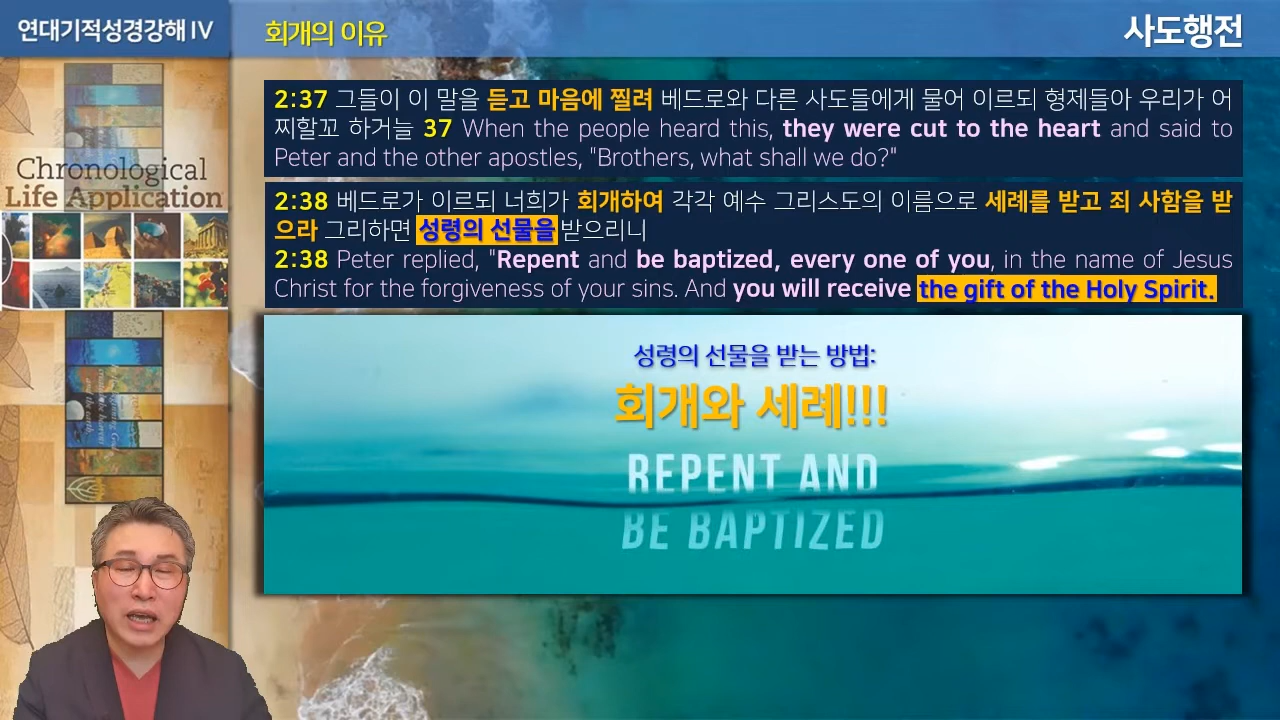 연대기적성경강해 IV
회개의 이유
사도행전
Chronological
Life Application
2:37 그들이 이 말을 듣고 마음에 찔려 베드로와 다른 사도들에게 물어 이르되 형제들아 우리가 어
찌할꼬 하거늘 37 When the people heard this, they were cut to the heart and said to
Peter and the other apostles, "Brothers, what shall we do?"
2:38 베드로가 이르되 너희가 회개하여 각각 예수 그리스도의 이름으로 세례를 받고 죄 사함을 받
으라 그리하면 성령의 선물을 받으리니
2:38 Peter replied, "Repent and be baptized, every one of you, in the name of Jesus
Christ for the forgiveness of your sins. And you will receive the gift of the Holy Spirit.
성령의 선물을 받는 방법:
회개와 세례!!!
REPENT AND
BE BAPTIZED